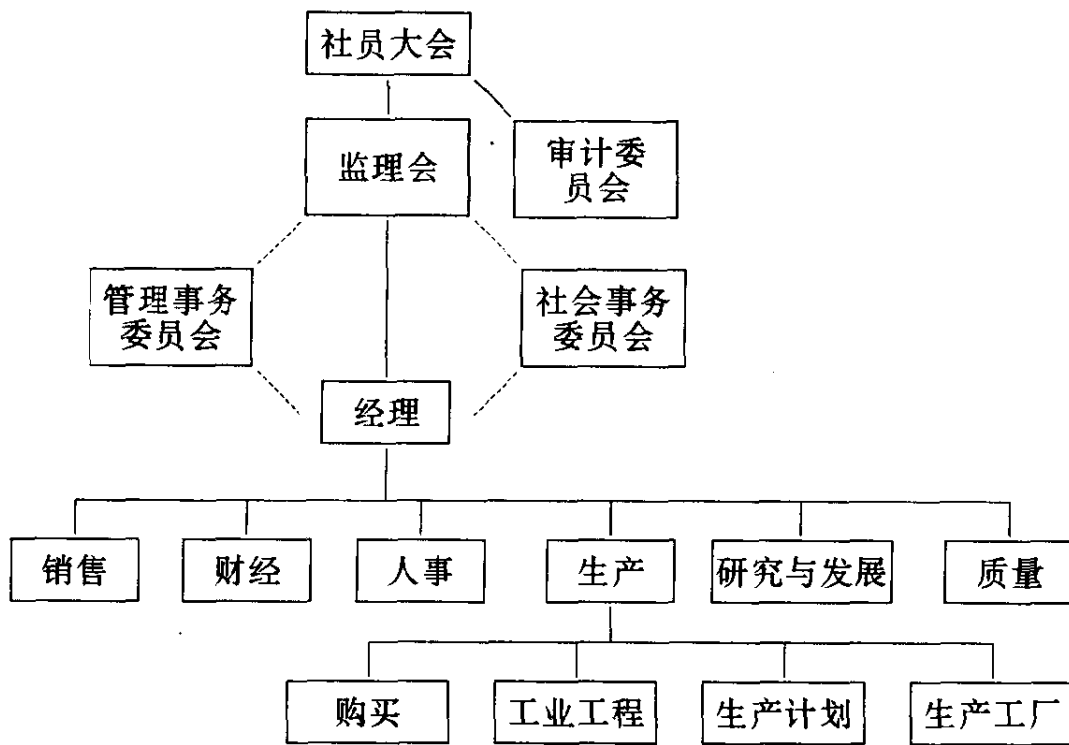 社员大会
监理会
审计委
员会
管理事务
委员会
社会事务
委员会
经理
销售
财经
人事
生产
研究与发展
质量
购买
工业工程
生产计划
生产工厂